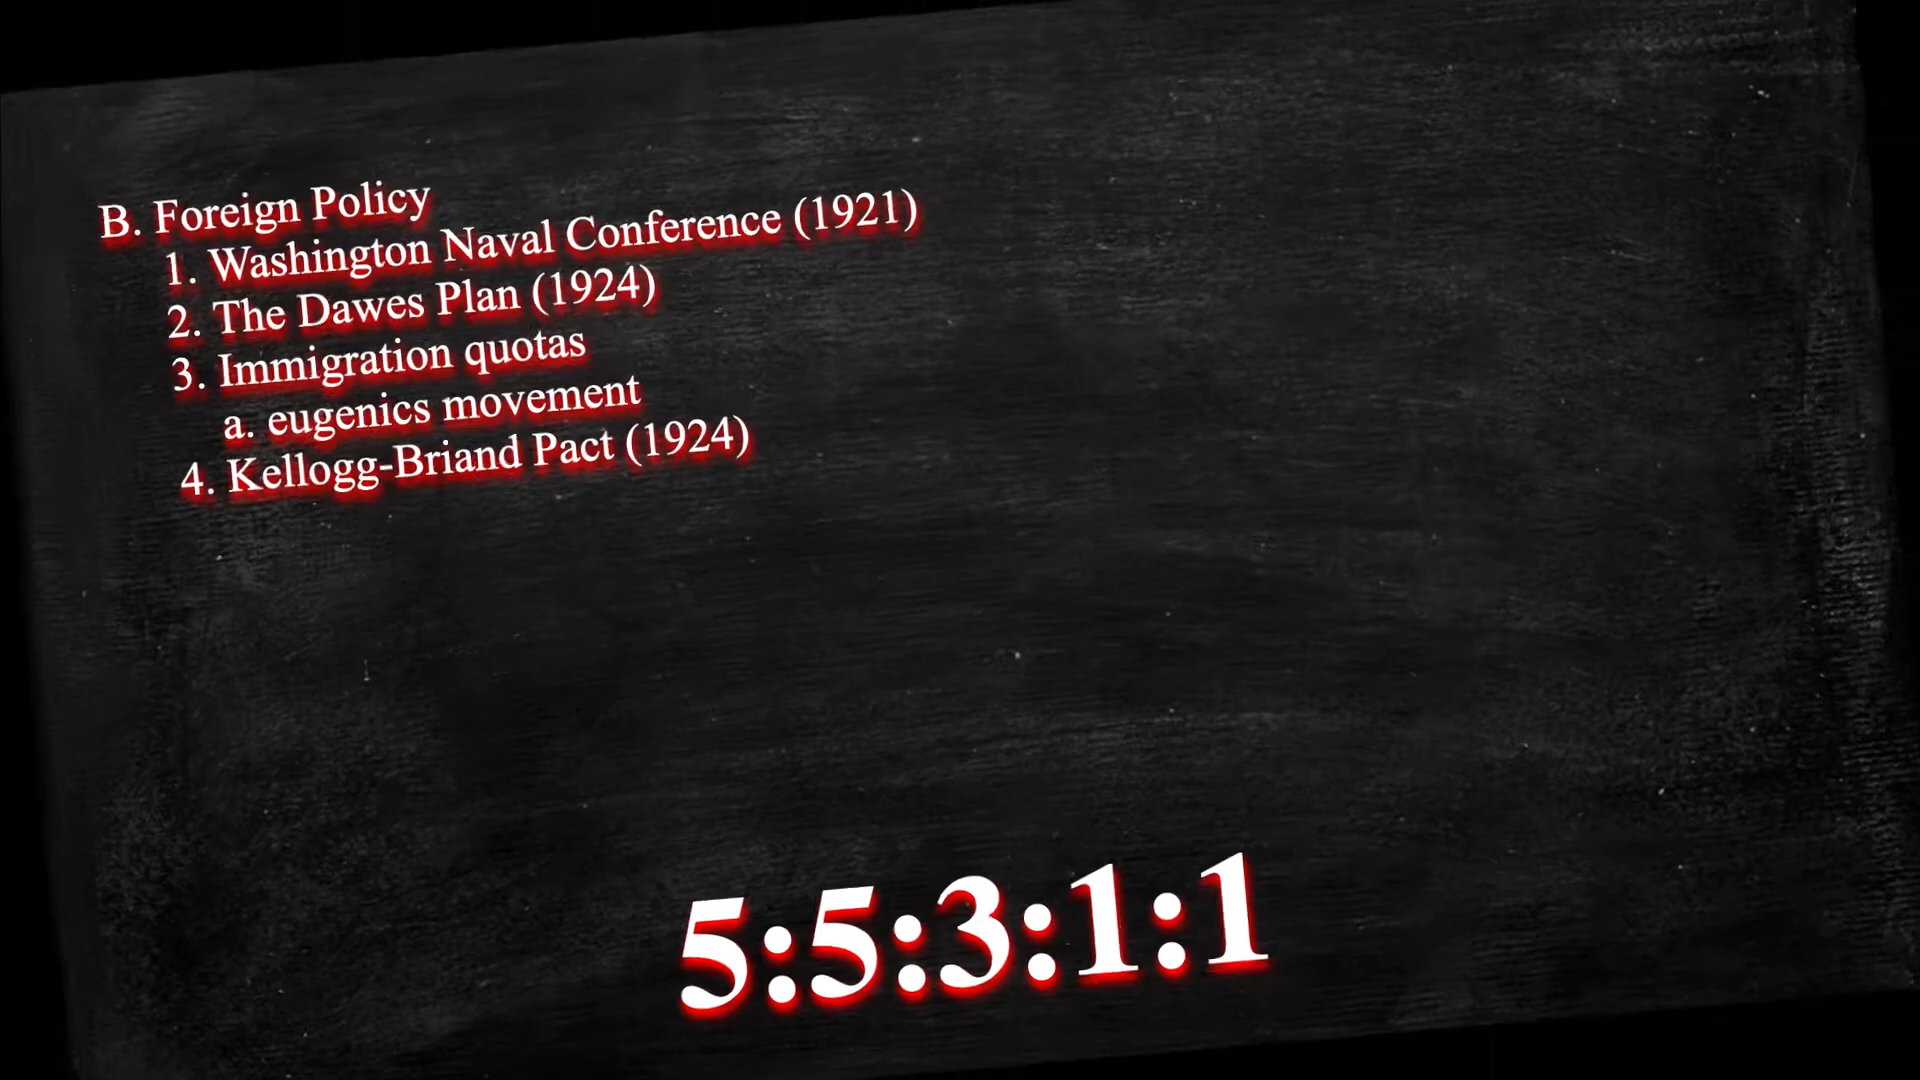 B. Foreign Policy
1. Washington Naval Conference (1921)
2. The Dawes Plan (1924)
3. Immigration quotas
a. eugenics movement
4. Kellogg-Briand Pact (1924)
5:5:3:1:1